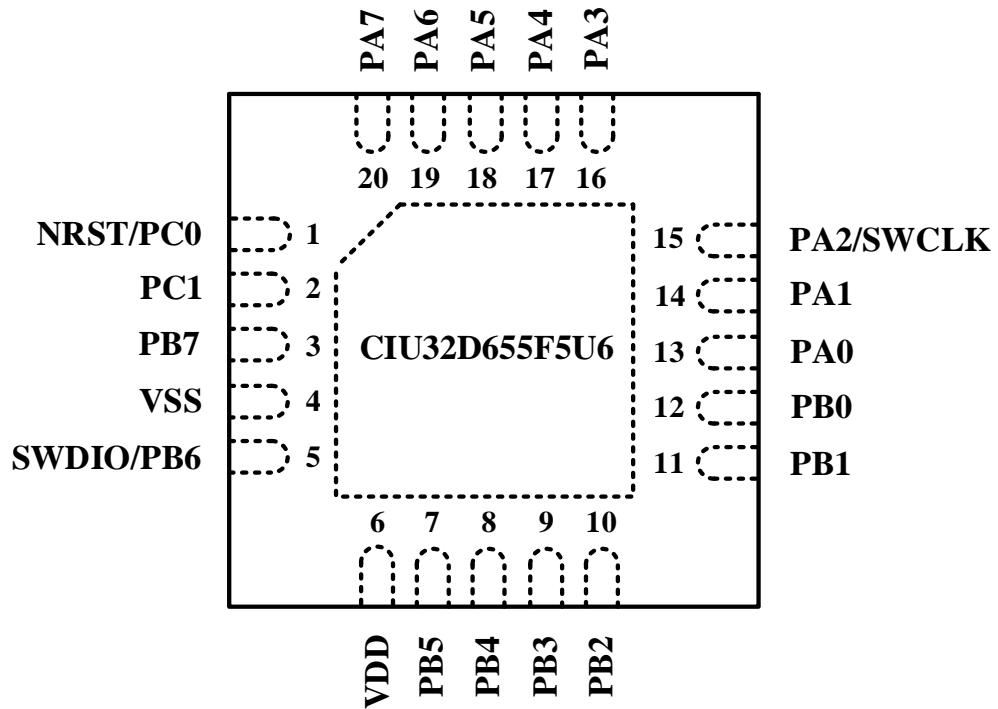 PA7 PA6 PA5 PA4 PA3
20 19 18 17 16
NRST/PC0 1
PC1 2
PB7 3
VSS 4
SWDIO/PB6 5
CIU32D655F5U6
15 PA2/SWCLK
14 PA1
13 PA0
12 PB0
11 PB1
6 7 8 9 10
VDD PB5 PB4 PB3 PB2